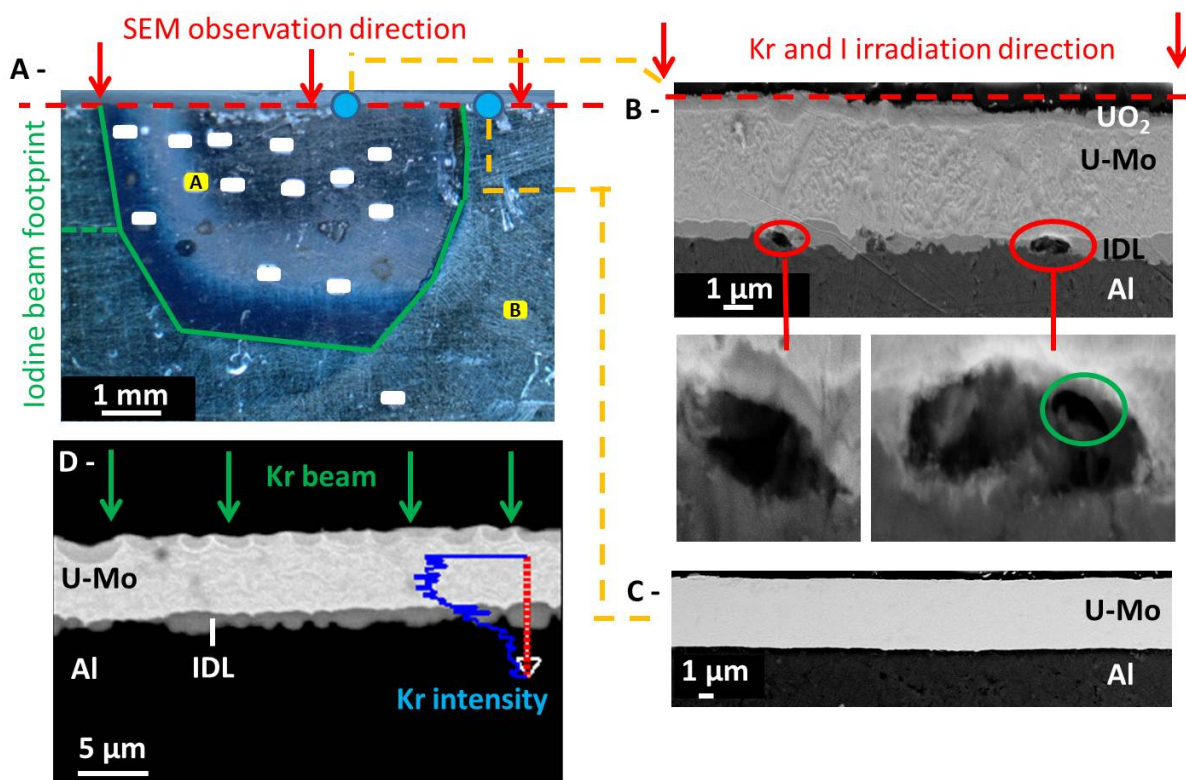 SEM observation direction
A -
Iodine beam footprint
A
B
1 mm
Kr and I irradiation direction
B -
UO₂
U-Mo
IDL
Al
1 μm
D -
Kr beam
U-Mo
Al
IDL
Kr intensity
5 μm
C -
U-Mo
Al
1 μm